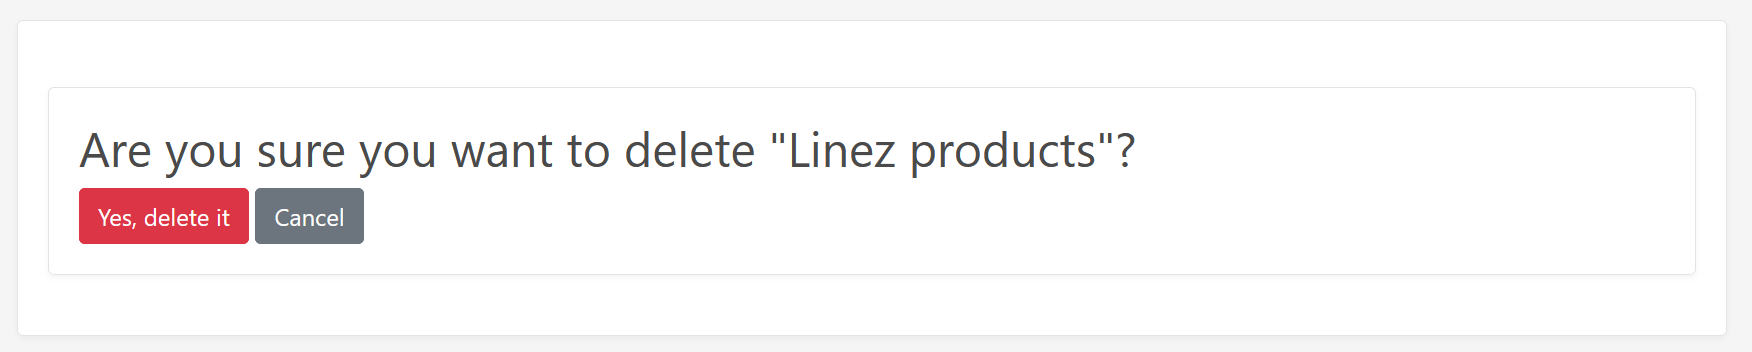 Are you sure you want to delete "Linez products"?
Yes, delete it Cancel